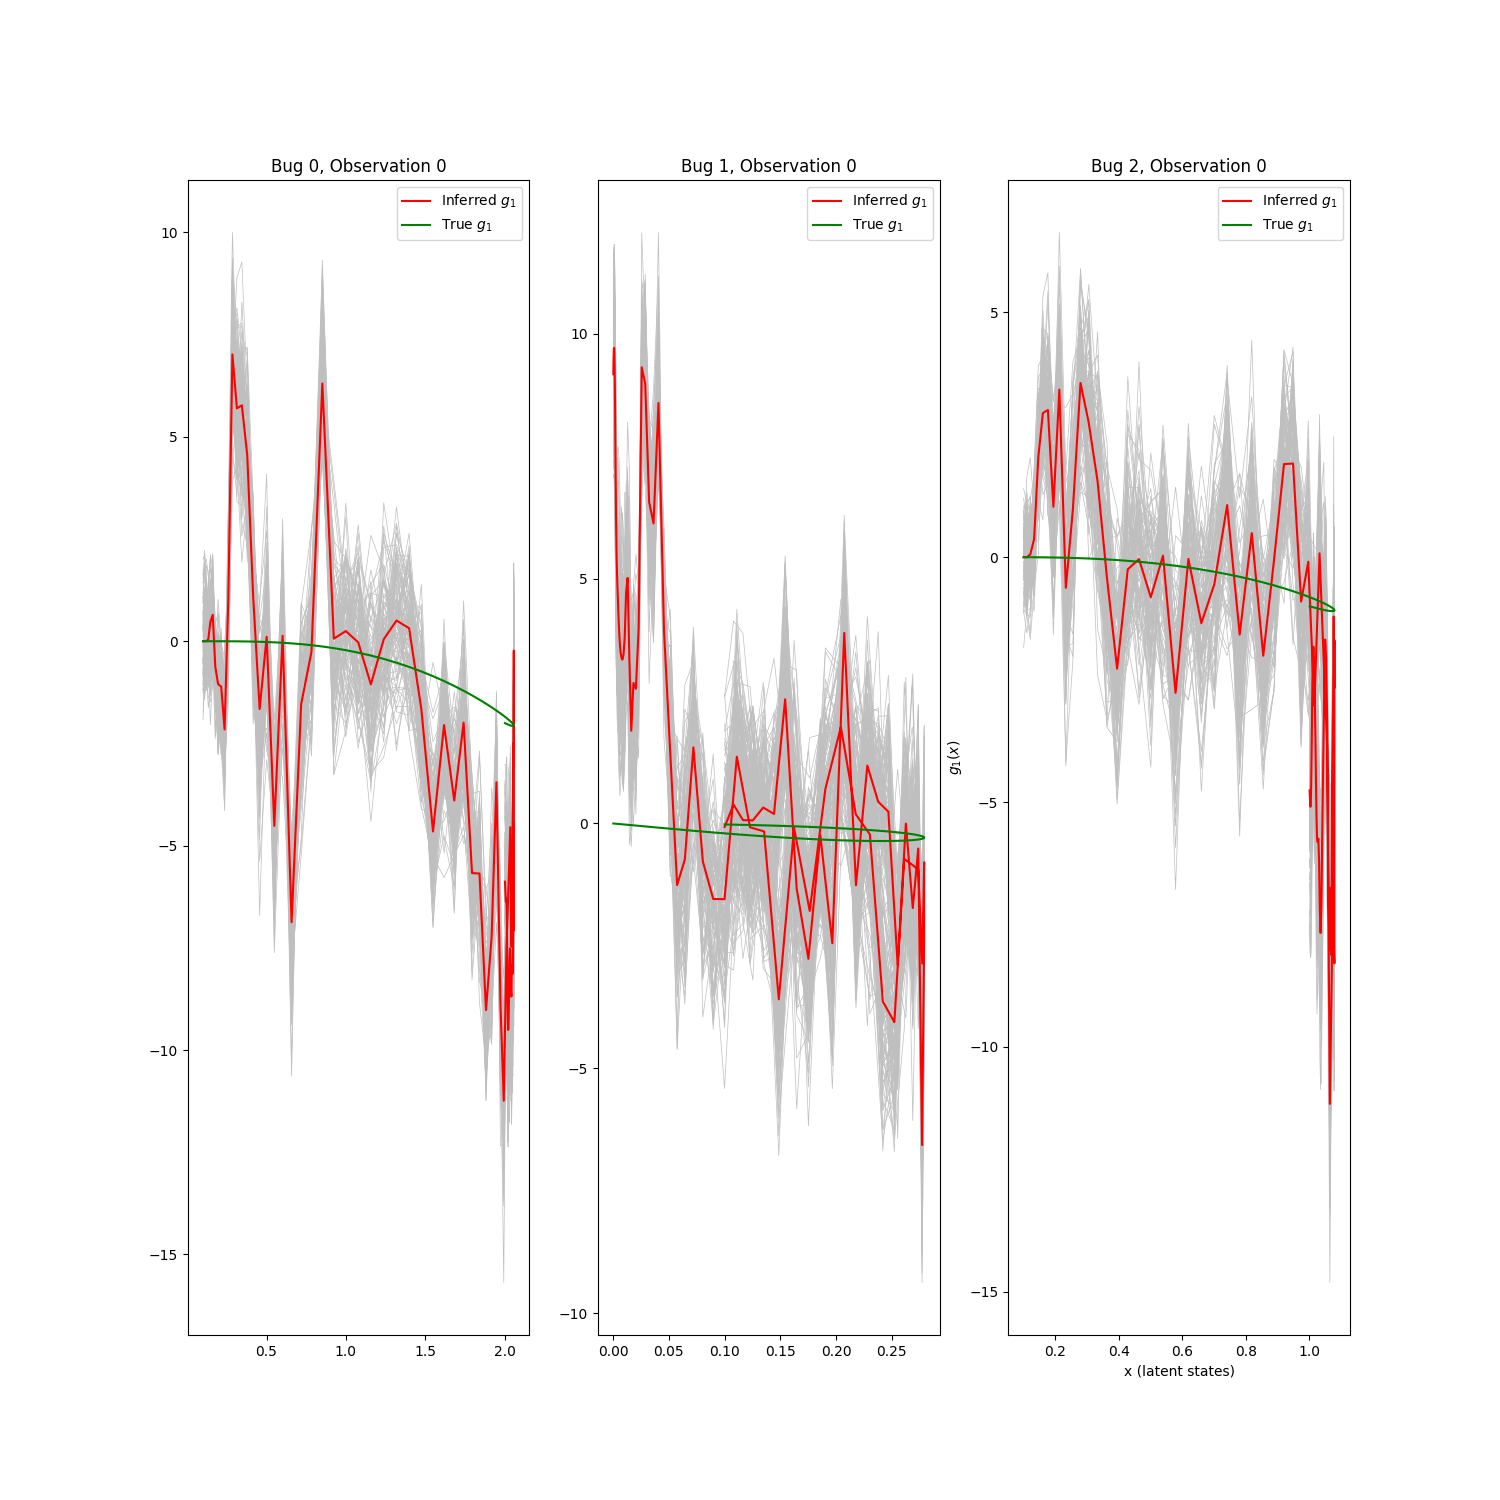 Bug 0, Observation 0
Inferred g₁
True g₁
10
5
0
−5
−10
−15
0.5 1.0 1.5 2.0
Bug 1, Observation 0
Inferred g₁
True g₁
10
5
0
−5
−10
0.00 0.05 0.10 0.15 0.20 0.25
Bug 2, Observation 0
Inferred g₁
True g₁
g₁(x)
5
0
−5
−10
−15
0.2 0.4 0.6 0.8 1.0
x (latent states)